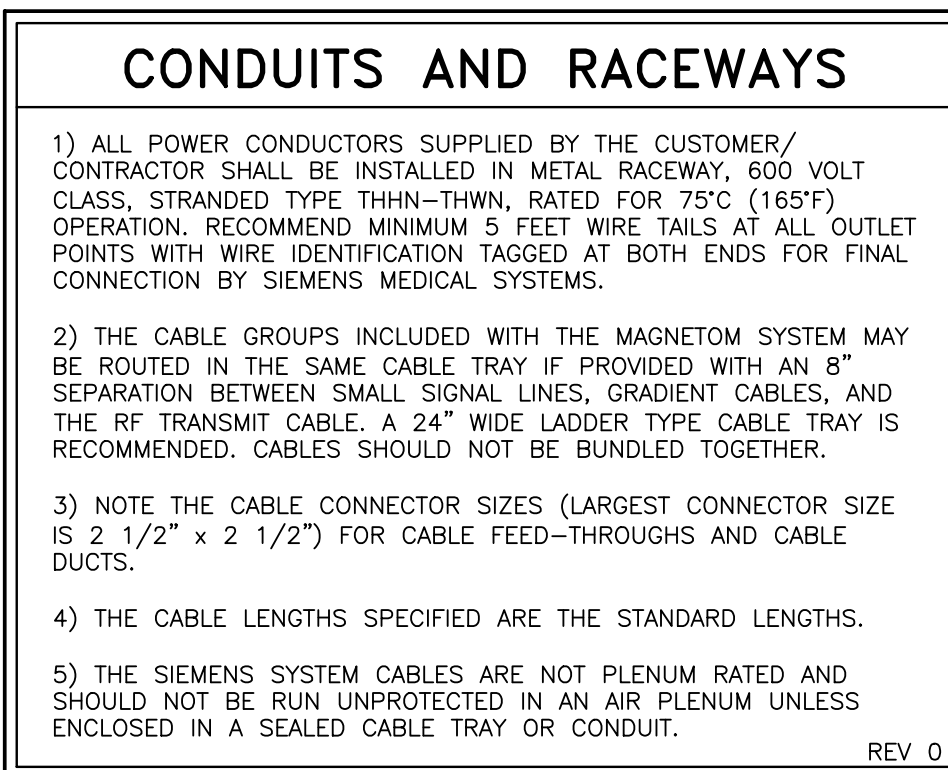 CONDUITS AND RACEWAYS
1) ALL POWER CONDUCTORS SUPPLIED BY THE CUSTOMER/
CONTRACTOR SHALL BE INSTALLED IN METAL RACEWAY, 600 VOLT
CLASS, STRANDED TYPE THHN-THWN, RATED FOR 75°C (165°F)
OPERATION. RECOMMEND MINIMUM 5 FEET WIRE TAILS AT ALL OUTLET
POINTS WITH WIRE IDENTIFICATION TAGGED AT BOTH ENDS FOR FINAL
CONNECTION BY SIEMENS MEDICAL SYSTEMS.
2) THE CABLE GROUPS INCLUDED WITH THE MAGNETOM SYSTEM MAY
BE ROUTED IN THE SAME CABLE TRAY IF PROVIDED WITH AN 8"
SEPARATION BETWEEN SMALL SIGNAL LINES, GRADIENT CABLES, AND
THE RF TRANSMIT CABLE. A 24" WIDE LADDER TYPE CABLE TRAY IS
RECOMMENDED. CABLES SHOULD NOT BE BUNDLED TOGETHER.
3) NOTE THE CABLE CONNECTOR SIZES (LARGEST CONNECTOR SIZE
IS 2 1/2" x 2 1/2") FOR CABLE FEED-THROUGHS AND CABLE
DUCTS.
4) THE CABLE LENGTHS SPECIFIED ARE THE STANDARD LENGTHS.
5) THE SIEMENS SYSTEM CABLES ARE NOT PLENUM RATED AND
SHOULD NOT BE RUN UNPROTECTED IN AN AIR PLENUM UNLESS
ENCLOSED IN A SEALED CABLE TRAY OR CONDUIT.
REV 0